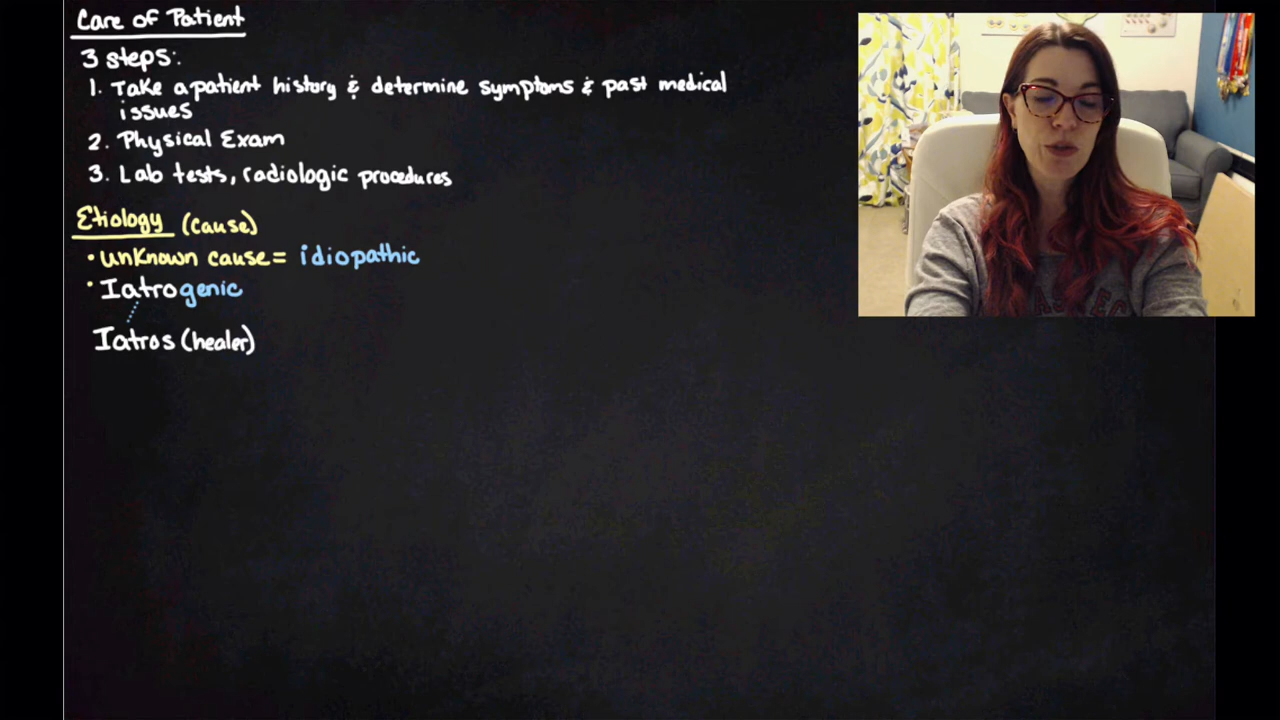 Care of Patient
3 steps:
1. Take a patient history & determine symptoms & past medical
issues
2. Physical Exam
3. Lab tests, radiologic procedures
Etiology (cause)
• unknown cause = idiopathic
• Iatrogenic
Iatros (healer)